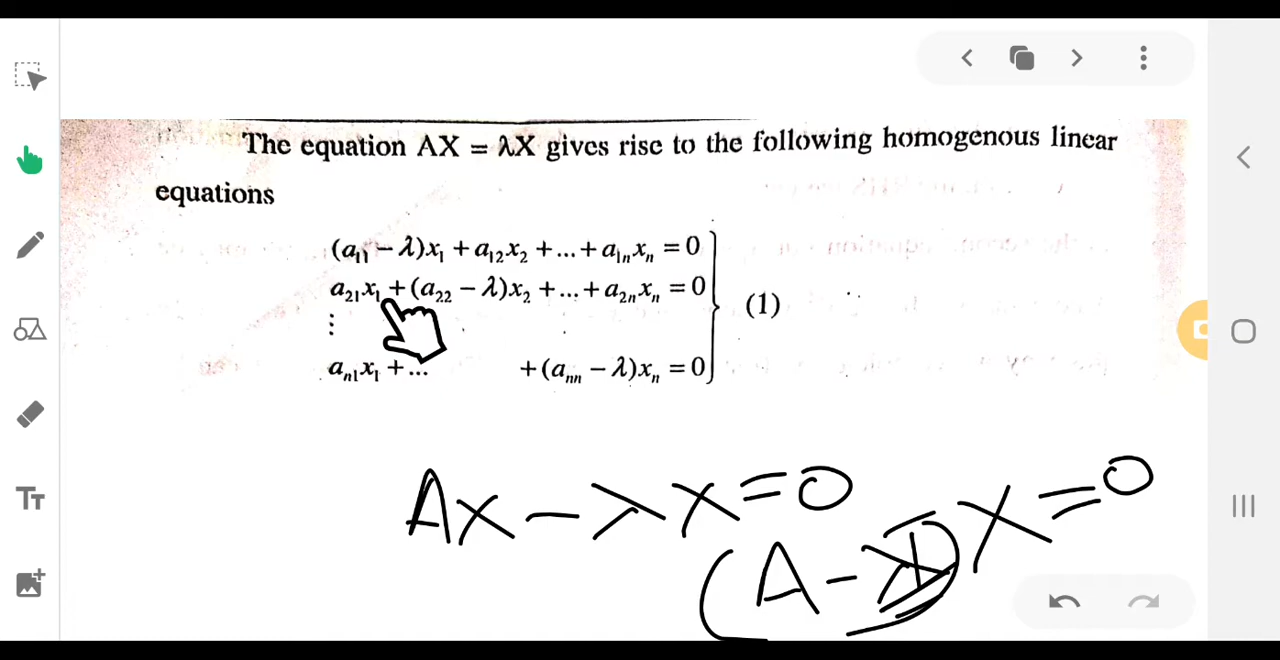 The equation AX = λX gives rise to the following homogenous linear
equations
(a₁₁ − λ)x₁ + a₁₂x₂ + ... + a₁ₙxₙ = 0
a₂₁x₁ + (a₂₂ − λ)x₂ + ... + a₂ₙxₙ = 0
(1)
⋮
aₙ₁x₁ + ... + (aₙₙ − λ)xₙ = 0
Ax − λx = 0
(A − λI)x = 0
TT